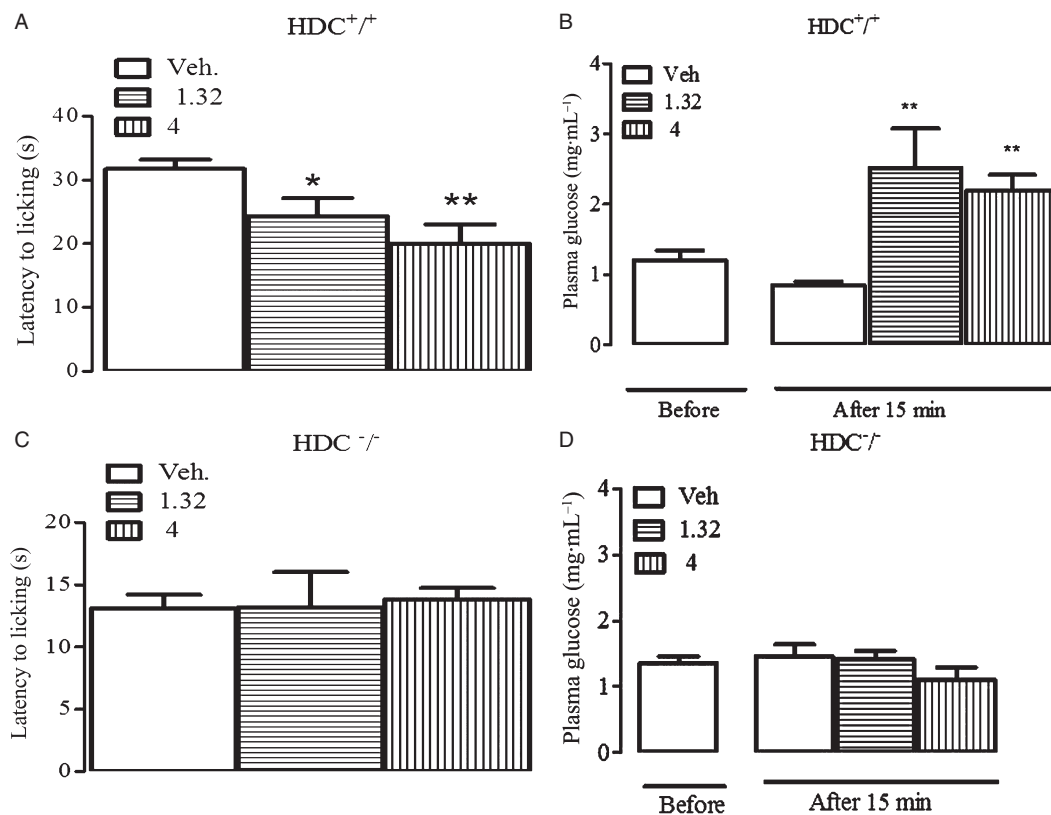 A
HDC+/+
Veh.
1.32
4
Latency to licking (s)
40
30
20
10
0
*
**
B
HDC+/+
Veh
1.32
4
Plasma glucose (mg·mL−1)
4
3
2
1
0
**
**
Before
After 15 min
C
HDC -/-
Veh.
1.32
4
Latency to licking (s)
20
15
10
5
0
D
HDC-/-
Veh
1.32
4
Plasma glucose (mg·mL−1)
4
3
2
1
0
Before
After 15 min